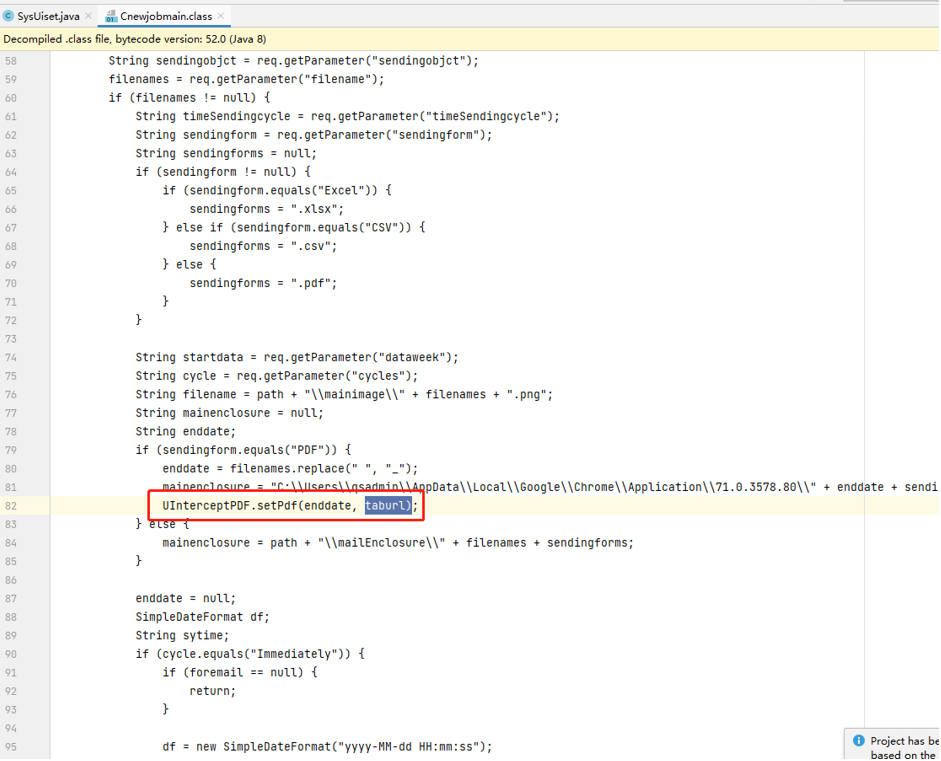 SysUiset.java
Cnewjobmain.class
Decompiled .class file, bytecode version: 52.0 (Java 8)
58 String sendingobjct = req.getParameter("sendingobjct");
59 filenames = req.getParameter("filename");
60 if (filenames != null) {
61 String timeSendingcycle = req.getParameter("timeSendingcycle");
62 String sendingform = req.getParameter("sendingform");
63 String sendingforms = null;
64 if (sendingform != null) {
65 if (sendingform.equals("Excel")) {
66 sendingforms = ".xlsx";
67 } else if (sendingform.equals("CSV")) {
68 sendingforms = ".csv";
69 } else {
70 sendingforms = ".pdf";
71 }
72 }
73
74 String startdata = req.getParameter("dataweek");
75 String cycle = req.getParameter("cycles");
76 String filename = path + "\\mainimage\\" + filenames + ".png";
77 String mainenclosure = null;
78 String enddate;
79 if (sendingform.equals("PDF")) {
80 enddate = filenames.replace(" ", "_");
81 mainenclosure = "C:\\Users\\qsadmin\\AppData\\Local\\Google\\Chrome\\Application\\71.0.3578.80\\" + enddate + sendi
82 UInterceptPDF.setPdf(enddate, taburl);
83 } else {
84 mainenclosure = path + "\\mailEnclosure\\" + filenames + sendingforms;
85 }
86
87 enddate = null;
88 SimpleDateFormat df;
89 String sytime;
90 if (cycle.equals("Immediately")) {
91 if (foremail == null) {
92 return;
93 }
94
95 df = new SimpleDateFormat("yyyy-MM-dd HH:mm:ss");
Project has be
based on the